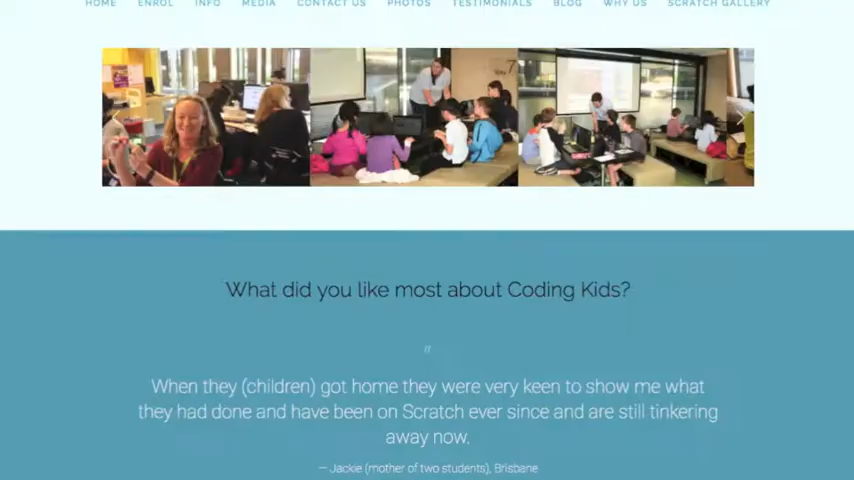 HOME ENROL INFO MEDIA CONTACT US PHOTOS TESTIMONIALS BLOG WHY US SCRATCH GALLERY
What did you like most about Coding Kids?
"
When they (children) got home they were very keen to show me what
they had done and have been on Scratch ever since and are still tinkering
away now.
— Jackie (mother of two students), Brisbane